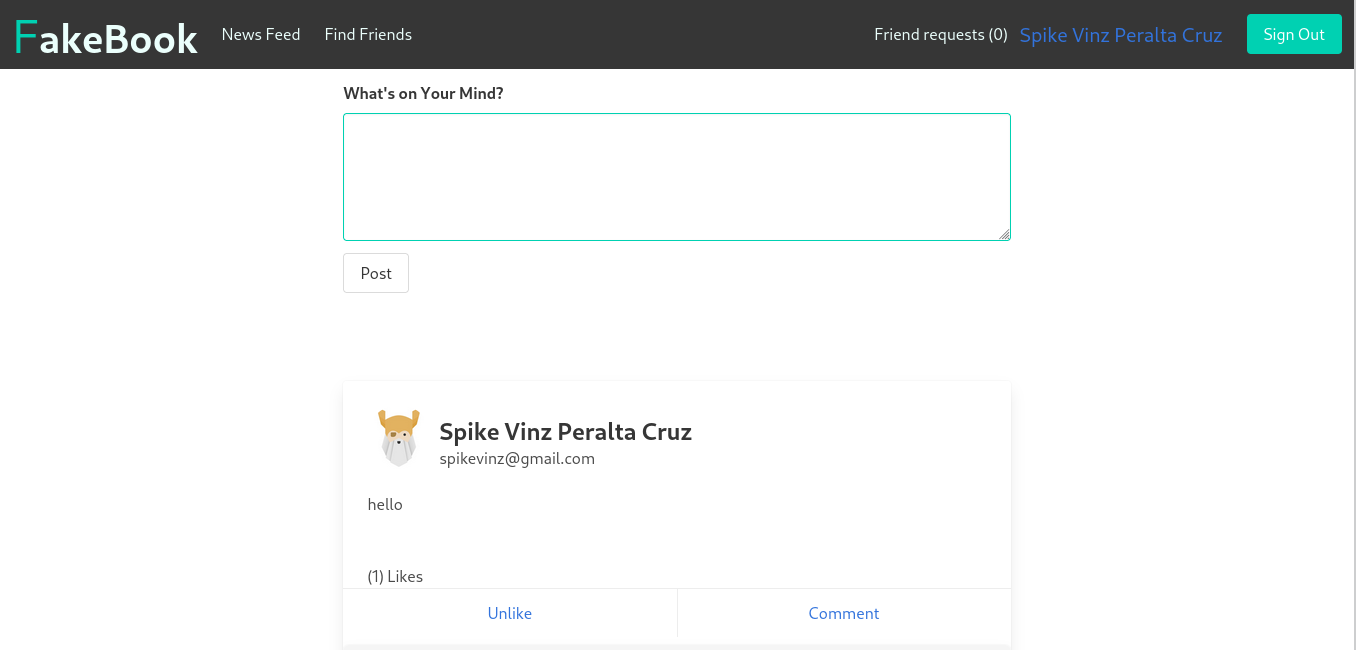 FakeBook News Feed Find Friends Friend requests (0) Spike Vinz Peralta Cruz Sign Out
What's on Your Mind?
Post
Spike Vinz Peralta Cruz
spikevinz@gmail.com
hello
(1) Likes
Unlike Comment